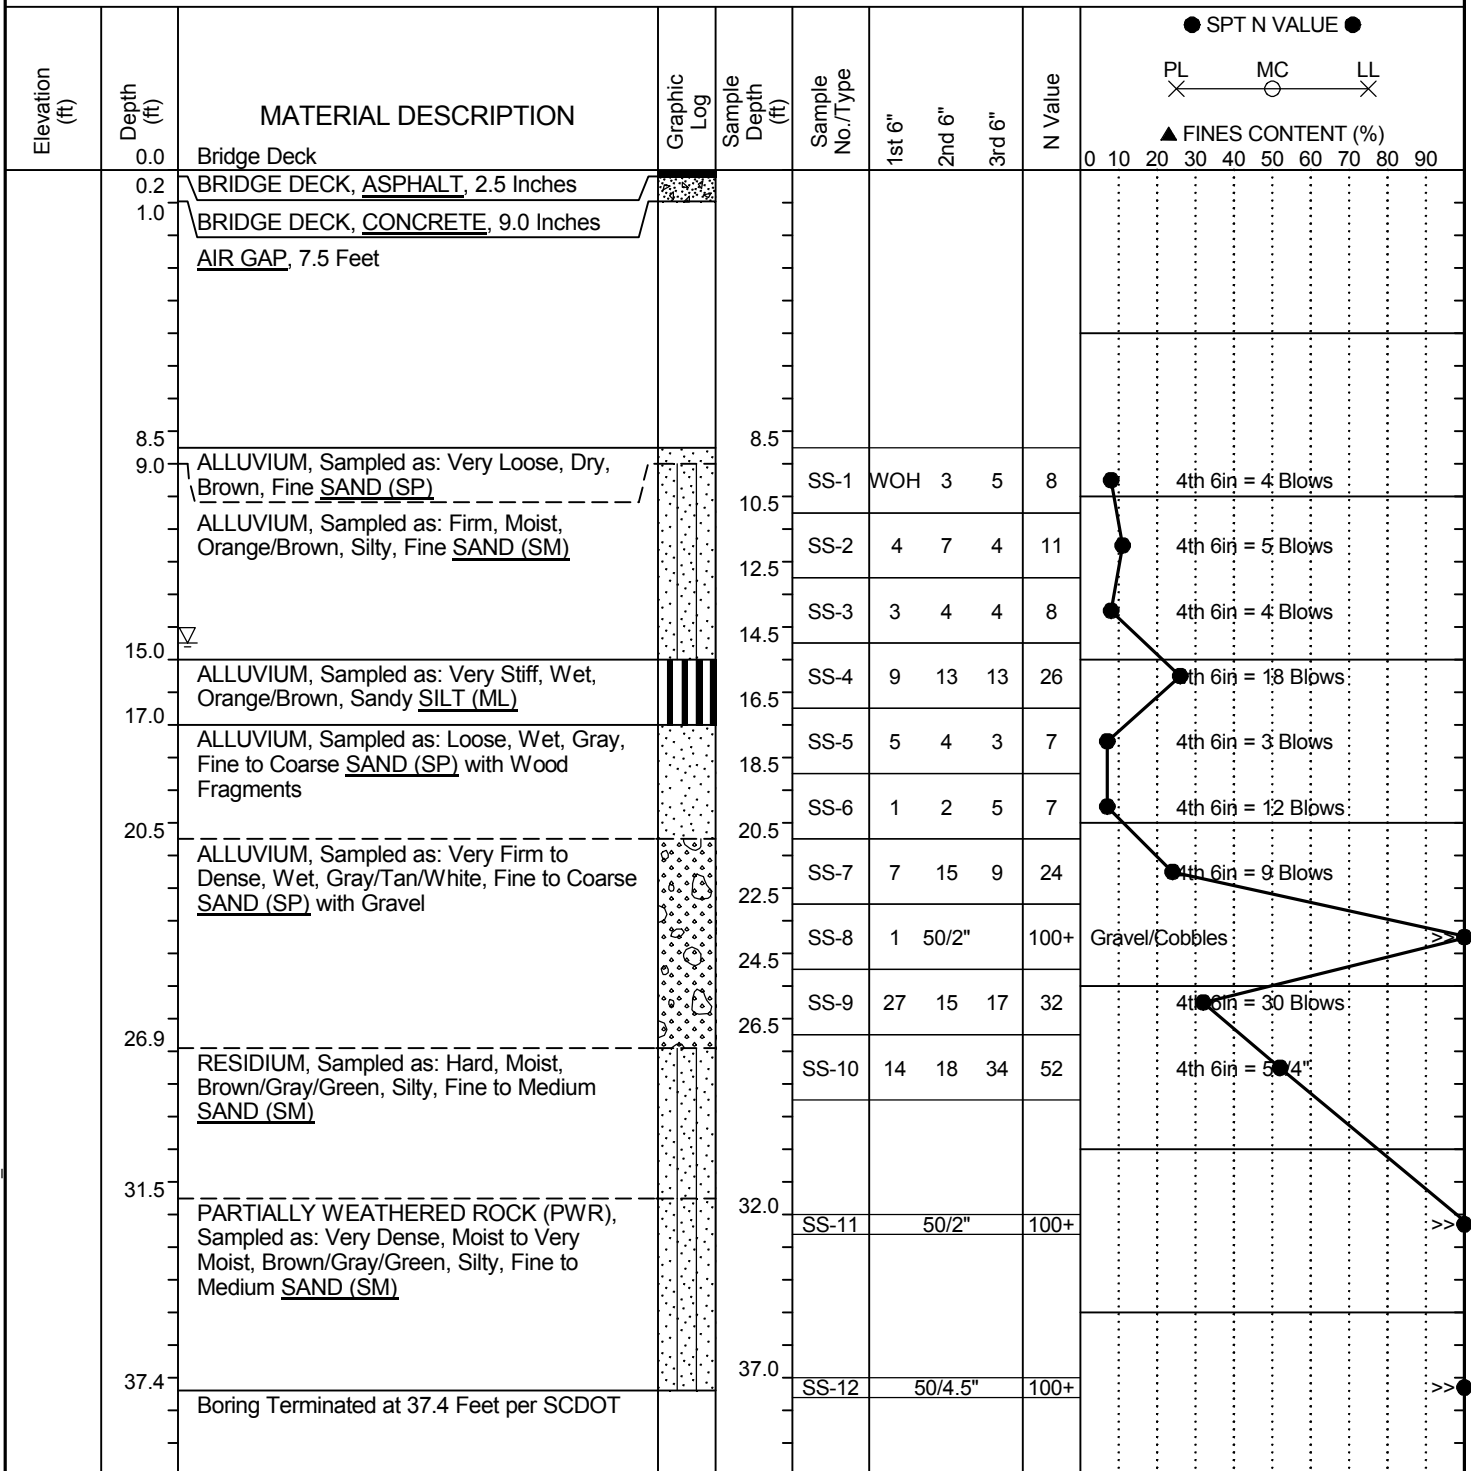 ● SPT N VALUE ●
PL MC LL
▲ FINES CONTENT (%)
0 10 20 30 40 50 60 70 80 90
Elevation (ft)
Depth (ft)
MATERIAL DESCRIPTION
Graphic Log
Sample Depth (ft)
Sample No./Type
1st 6"
2nd 6"
3rd 6"
N Value
0.0 Bridge Deck
0.2 BRIDGE DECK, ASPHALT, 2.5 Inches
1.0
BRIDGE DECK, CONCRETE, 9.0 Inches
AIR GAP, 7.5 Feet
8.5 8.5
9.0 ALLUVIUM, Sampled as: Very Loose, Dry,
Brown, Fine SAND (SP)
SS-1 WOH 3 5 8 4th 6in = 4 Blows
10.5
ALLUVIUM, Sampled as: Firm, Moist,
Orange/Brown, Silty, Fine SAND (SM)
SS-2 4 7 4 11 4th 6in = 5 Blows
12.5
SS-3 3 4 4 8 4th 6in = 4 Blows
14.5
15.0
ALLUVIUM, Sampled as: Very Stiff, Wet,
Orange/Brown, Sandy SILT (ML)
SS-4 9 13 13 26 4th 6in = 18 Blows
16.5
17.0
ALLUVIUM, Sampled as: Loose, Wet, Gray,
Fine to Coarse SAND (SP) with Wood
Fragments
SS-5 5 4 3 7 4th 6in = 3 Blows
18.5
SS-6 1 2 5 7 4th 6in = 12 Blows
20.5 20.5
ALLUVIUM, Sampled as: Very Firm to
Dense, Wet, Gray/Tan/White, Fine to Coarse
SAND (SP) with Gravel
SS-7 7 15 9 24 4th 6in = 9 Blows
22.5
SS-8 1 50/2" 100+ Gravel/Cobbles >>
24.5
SS-9 27 15 17 32 4th 6in = 30 Blows
26.5
26.9
RESIDIUM, Sampled as: Hard, Moist,
Brown/Gray/Green, Silty, Fine to Medium
SAND (SM)
SS-10 14 18 34 52 4th 6in = 5 /4"
31.5
32.0
PARTIALLY WEATHERED ROCK (PWR),
Sampled as: Very Dense, Moist to Very
Moist, Brown/Gray/Green, Silty, Fine to
Medium SAND (SM)
SS-11 50/2" 100+ >>
37.0
37.4
SS-12 50/4.5" 100+ >>
Boring Terminated at 37.4 Feet per SCDOT